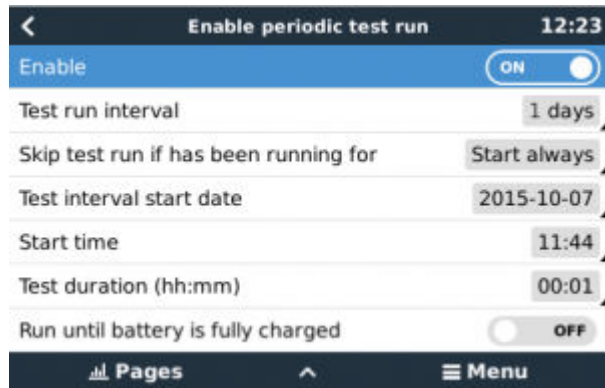 Enable periodic test run 12:23
Enable ON
Test run interval 1 days
Skip test run if has been running for Start always
Test interval start date 2015-10-07
Start time 11:44
Test duration (hh:mm) 00:01
Run until battery is fully charged OFF
Pages Menu